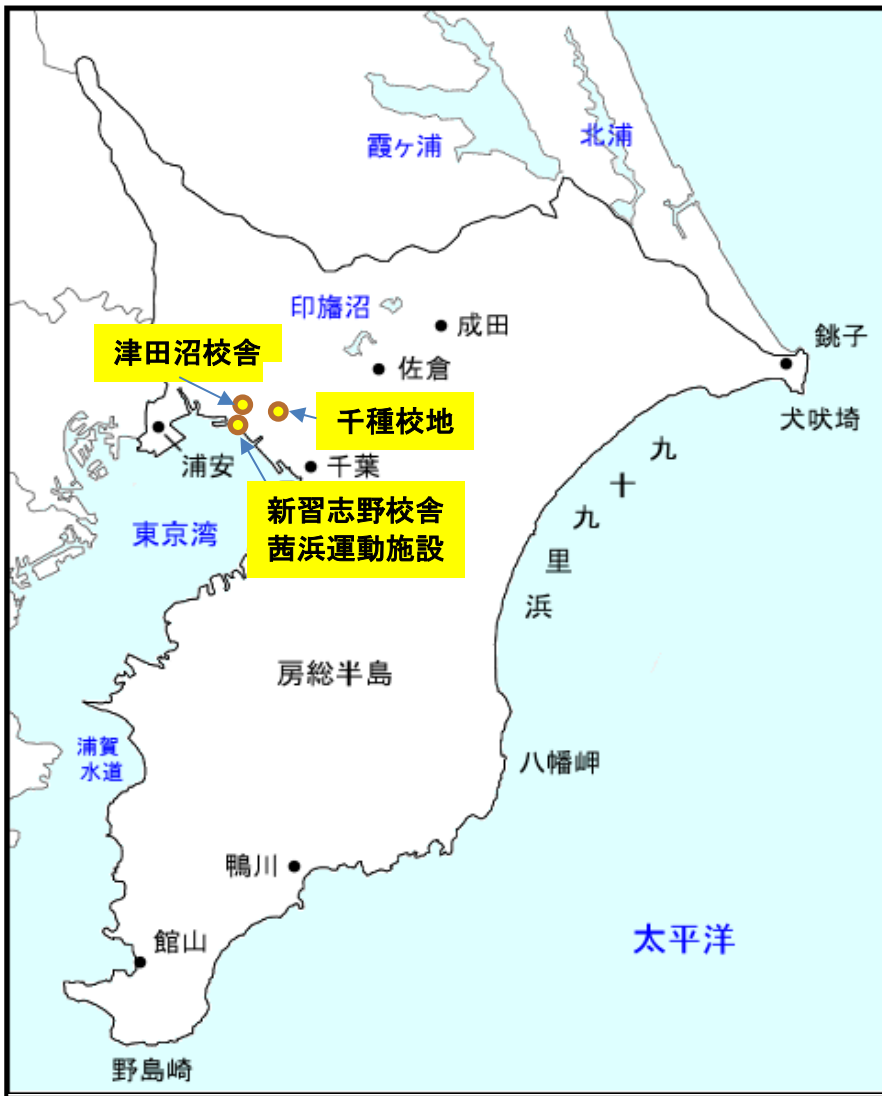 霞ヶ浦
北浦
印旛沼
成田
佐倉
銚子
犬吠埼
津田沼校舎
千種校地
浦安
千葉
新習志野校舎
茜浜運動施設
東京湾
九十九里浜
房総半島
浦賀
水道
八幡岬
鴨川
館山
太平洋
野島崎